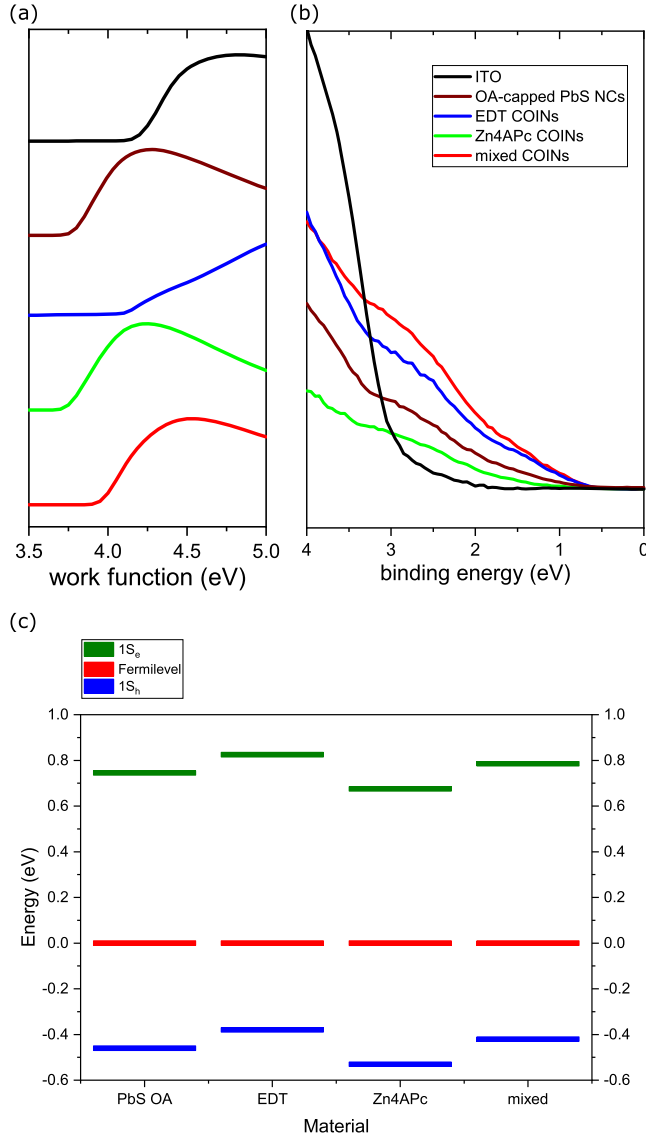 (a)
(b)
ITO
OA-capped PbS NCs
EDT COINs
Zn4APc COINs
mixed COINs
3.5 4.0 4.5 5.0
4 3 2 1 0
work function (eV)
binding energy (eV)
(c)
1Sₑ
Fermilevel
1Sₕ
1.0 1.0
0.8 0.8
0.6 0.6
0.4 0.4
0.2 0.2
0.0 0.0
-0.2 -0.2
-0.4 -0.4
-0.6 -0.6
Energy (eV)
PbS OA EDT Zn4APc mixed
Material